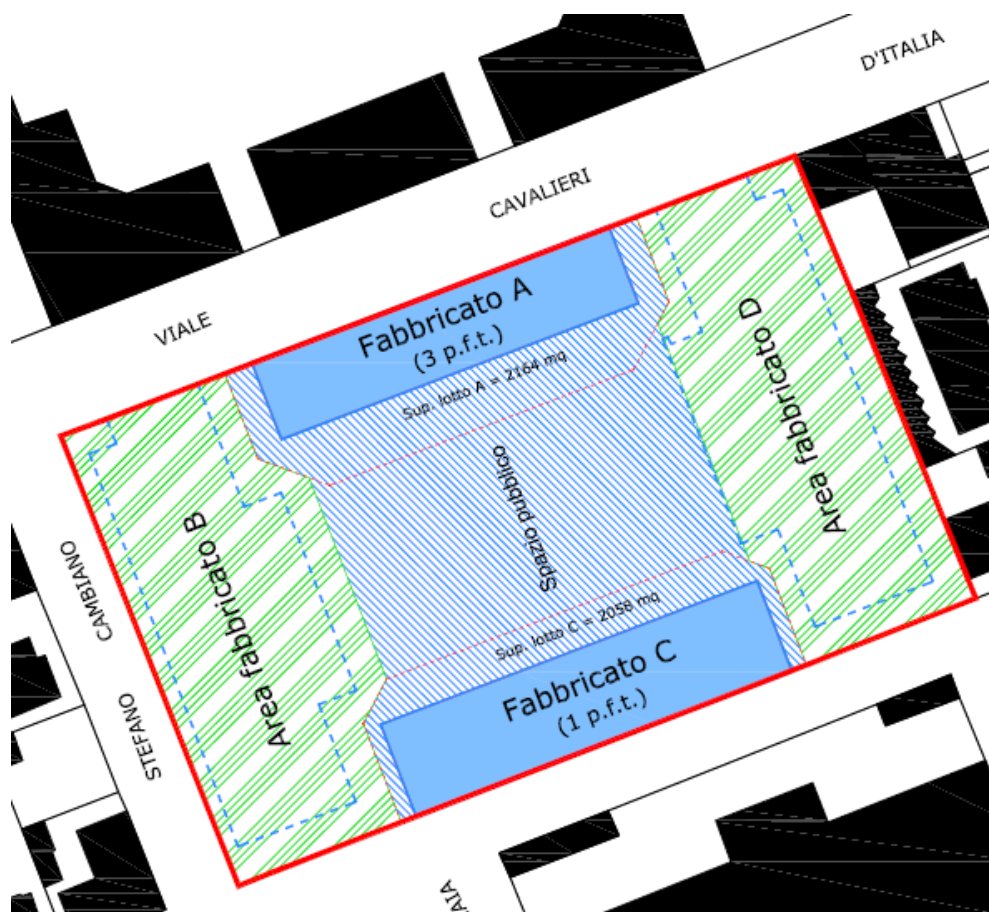 D'ITALIA
CAVALIERI
VIALE
Fabbricato A
(3 p.f.t.)
Sup. lotto A = 2164 mq
Area fabbricato D
Spazio pubblico
Area fabbricato B
CAMBIANO
STEFANO
Sup. lotto C = 2058 mq
Fabbricato C
(1 p.f.t.)
AIA